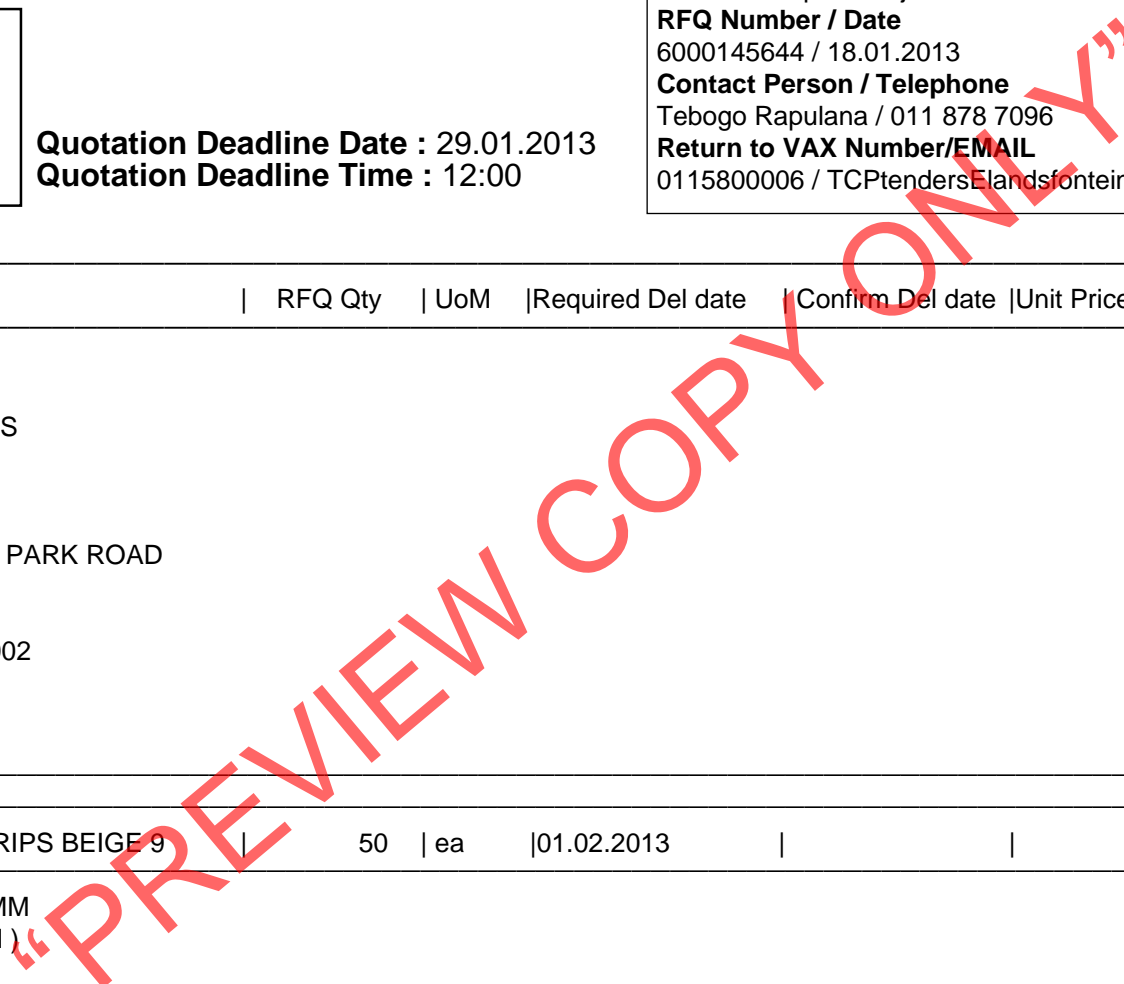 RFQ Number / Date
6000145644 / 18.01.2013
Contact Person / Telephone
Tebogo Rapulana / 011 878 7096
Return to VAX Number/EMAIL
0115800006 / TCPtendersElandsfontein
Quotation Deadline Date : 29.01.2013
Quotation Deadline Time : 12:00
| RFQ Qty | UoM |Required Del date | Confirm Del date |Unit Price
S
PARK ROAD
02
RIPS BEIGE 9 | 50 | ea |01.02.2013 | |
MM
)
“PREVIEW COPY ONLY”